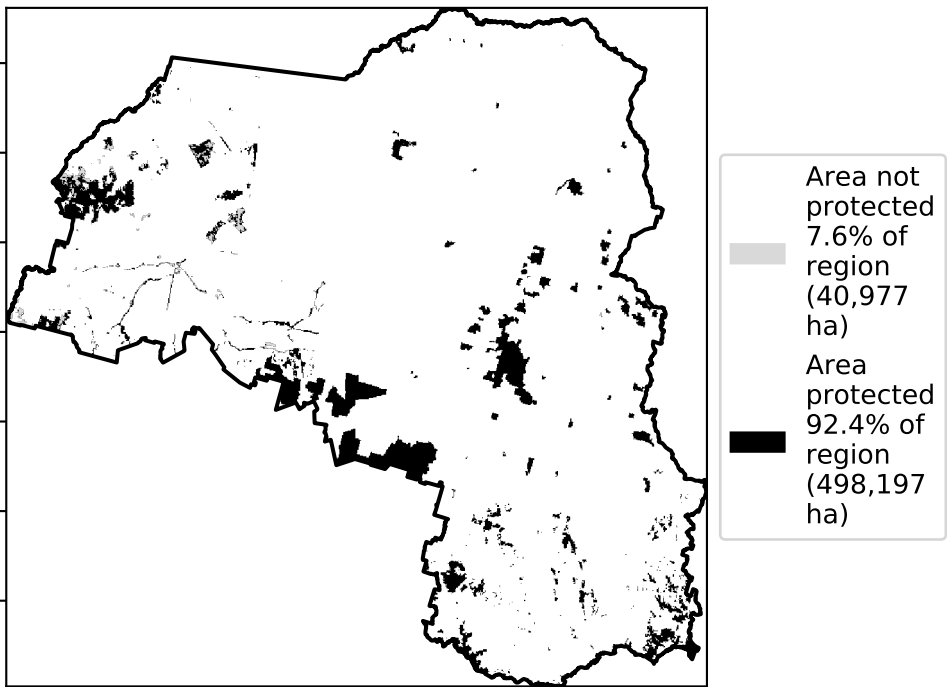 Area not
protected
7.6% of
region
(40,977
ha)
Area
protected
92.4% of
region
(498,197
ha)